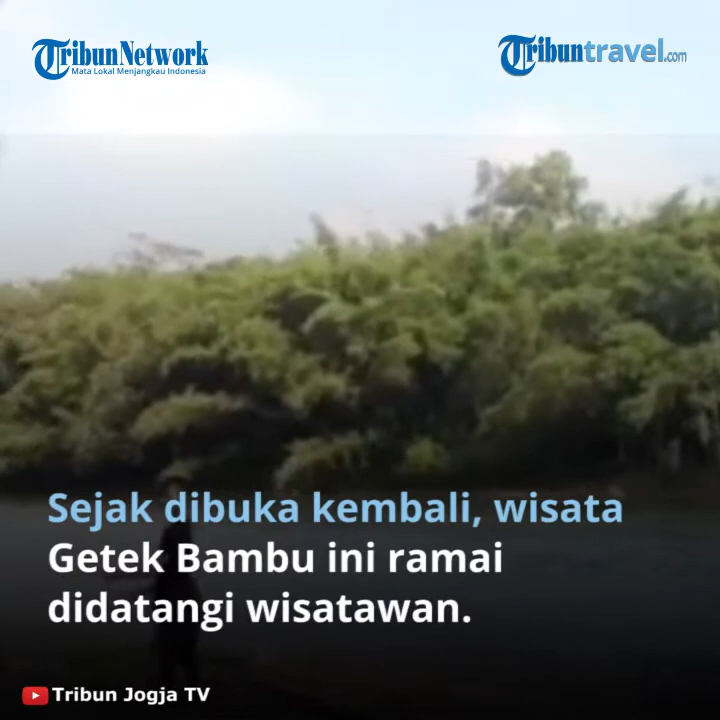 TribunNetwork
Mata Lokal Menjangkau Indonesia
Tribuntravel.com
Sejak dibuka kembali, wisata
Getek Bambu ini ramai
didatangi wisatawan.
Tribun Jogja TV